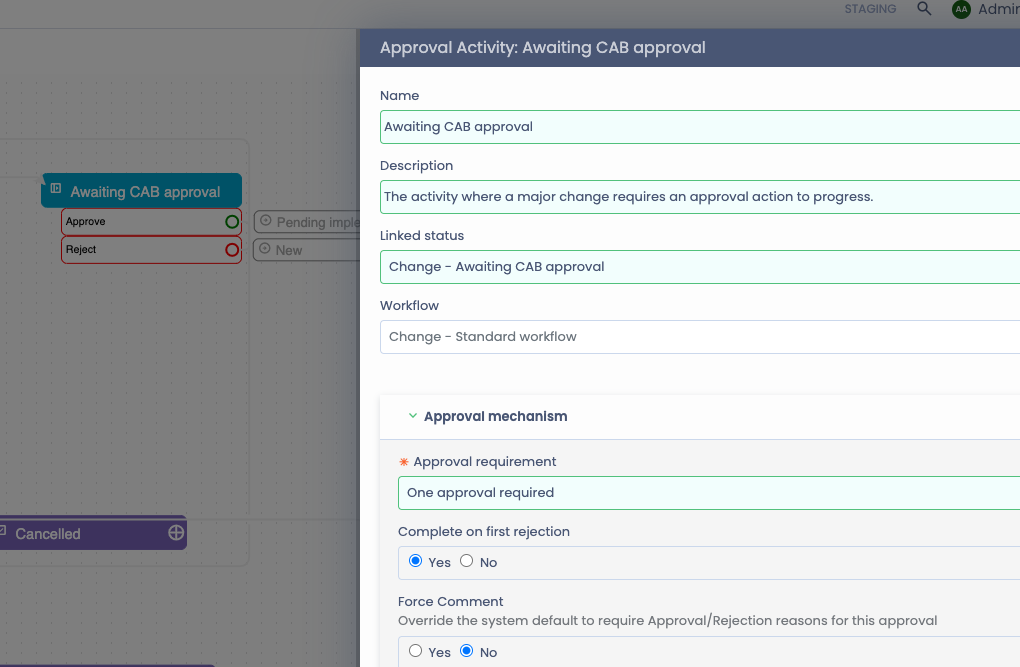 STAGING
AA
Approval Activity: Awaiting CAB approval
Name
Awaiting CAB approval
Description
The activity where a major change requires an approval action to progress.
Linked status
Change - Awaiting CAB approval
Workflow
Change - Standard workflow
Approval mechanism
Approval requirement
One approval required
Complete on first rejection
Yes No
Force Comment
Override the system default to require Approval/Rejection reasons for this approval
Yes No
Awaiting CAB approval
Approve
Pending
Reject
New
Cancelled